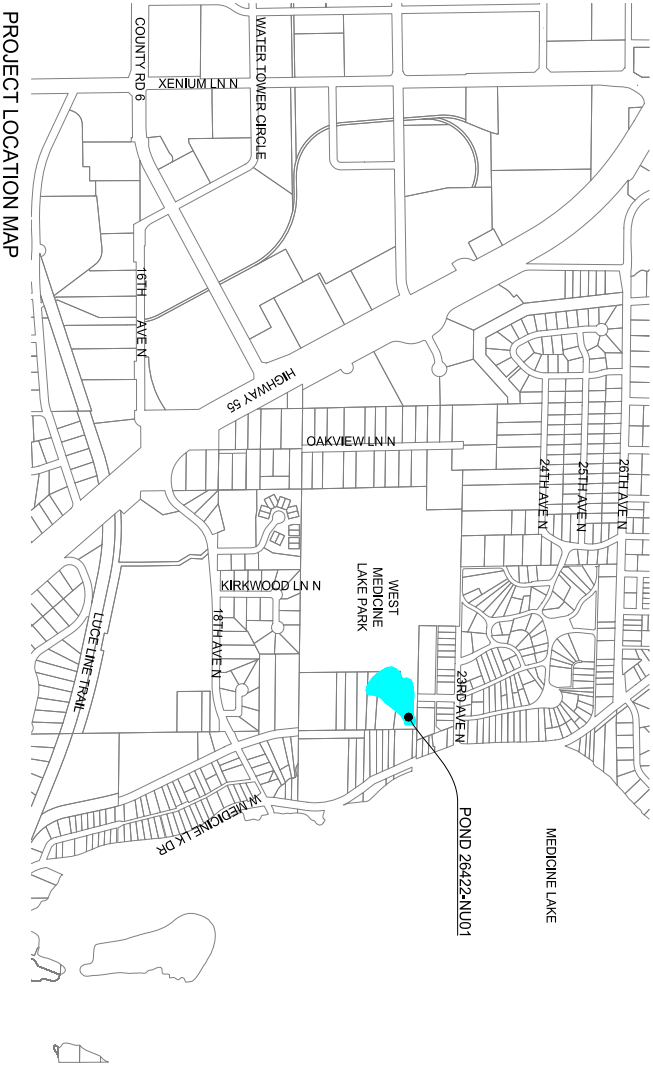 PROJECT LOCATION MAP
COUNTY RD 6
WATER TOWER CIRCLE
XENIUM LN N
16TH AVE N
HIGHWAY 55
OAKVIEW LN N
24TH AVE N
25TH AVE N
26TH AVE N
WEST
MEDICINE
LAKE PARK
KIRKWOOD LN N
18TH AVE N
LUCE LINE TRAIL
23RD AVE N
W MEDICINE LK DR
POND 26422-NU01
MEDICINE LAKE